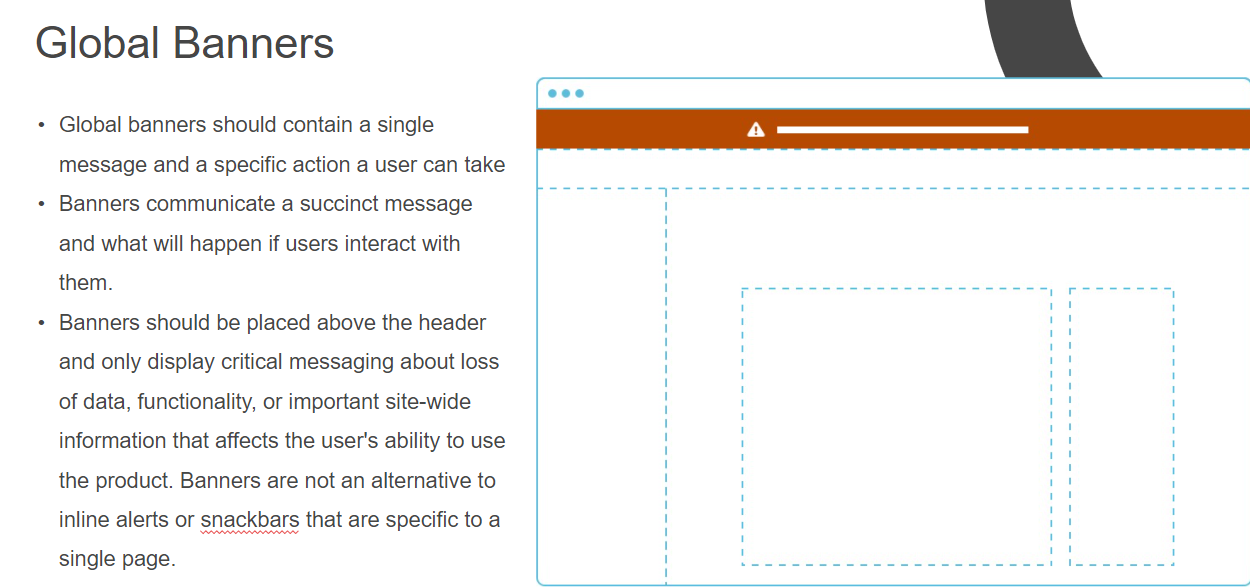 Global Banners
• Global banners should contain a single
message and a specific action a user can take
• Banners communicate a succinct message
and what will happen if users interact with
them.
• Banners should be placed above the header
and only display critical messaging about loss
of data, functionality, or important site-wide
information that affects the user's ability to use
the product. Banners are not an alternative to
inline alerts or snackbars that are specific to a
single page.